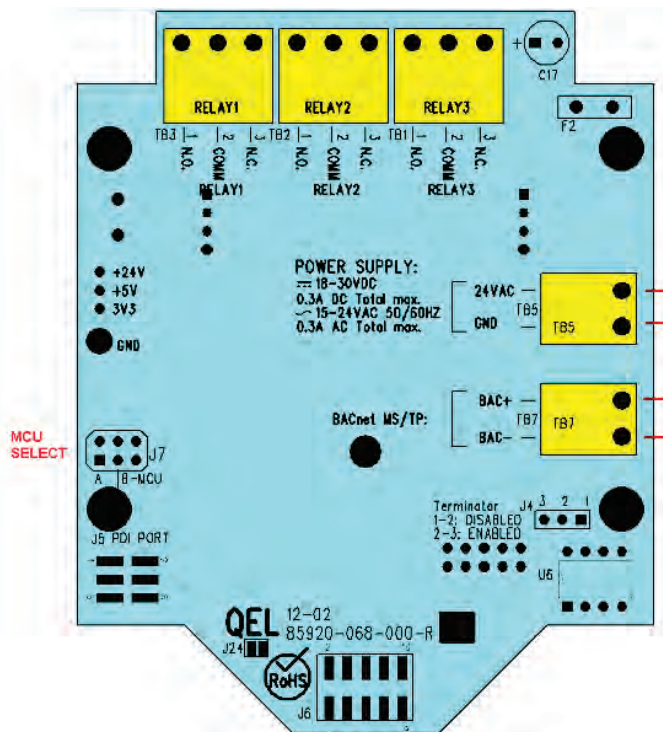 +
C17
RELAY1
RELAY2
RELAY3
F2
TB3 1 2 3
TB2 1 2 3
TB1 1 2 3
N.O. COMM N.C.
N.O. COMM N.C.
N.O. COMM N.C.
RELAY1
RELAY2
RELAY3
+24V
+5V
3V3
GND
POWER SUPPLY:
18-30VDC
0.3A DC Total max.
15-24VAC 50/60HZ
0.3A AC Total max.
24VAC
GND
TB5
TB5
BACnet MS/TP:
BAC+
BAC-
TB7
TB7
MCU
SELECT
J7
A B-MCU
J5 PDI PORT
Terminator
1-2: DISABLED
2-3: ENABLED
J4 3 2 1
U6
QEL
12-02
85920-068-000-R
J24
RoHS
J6